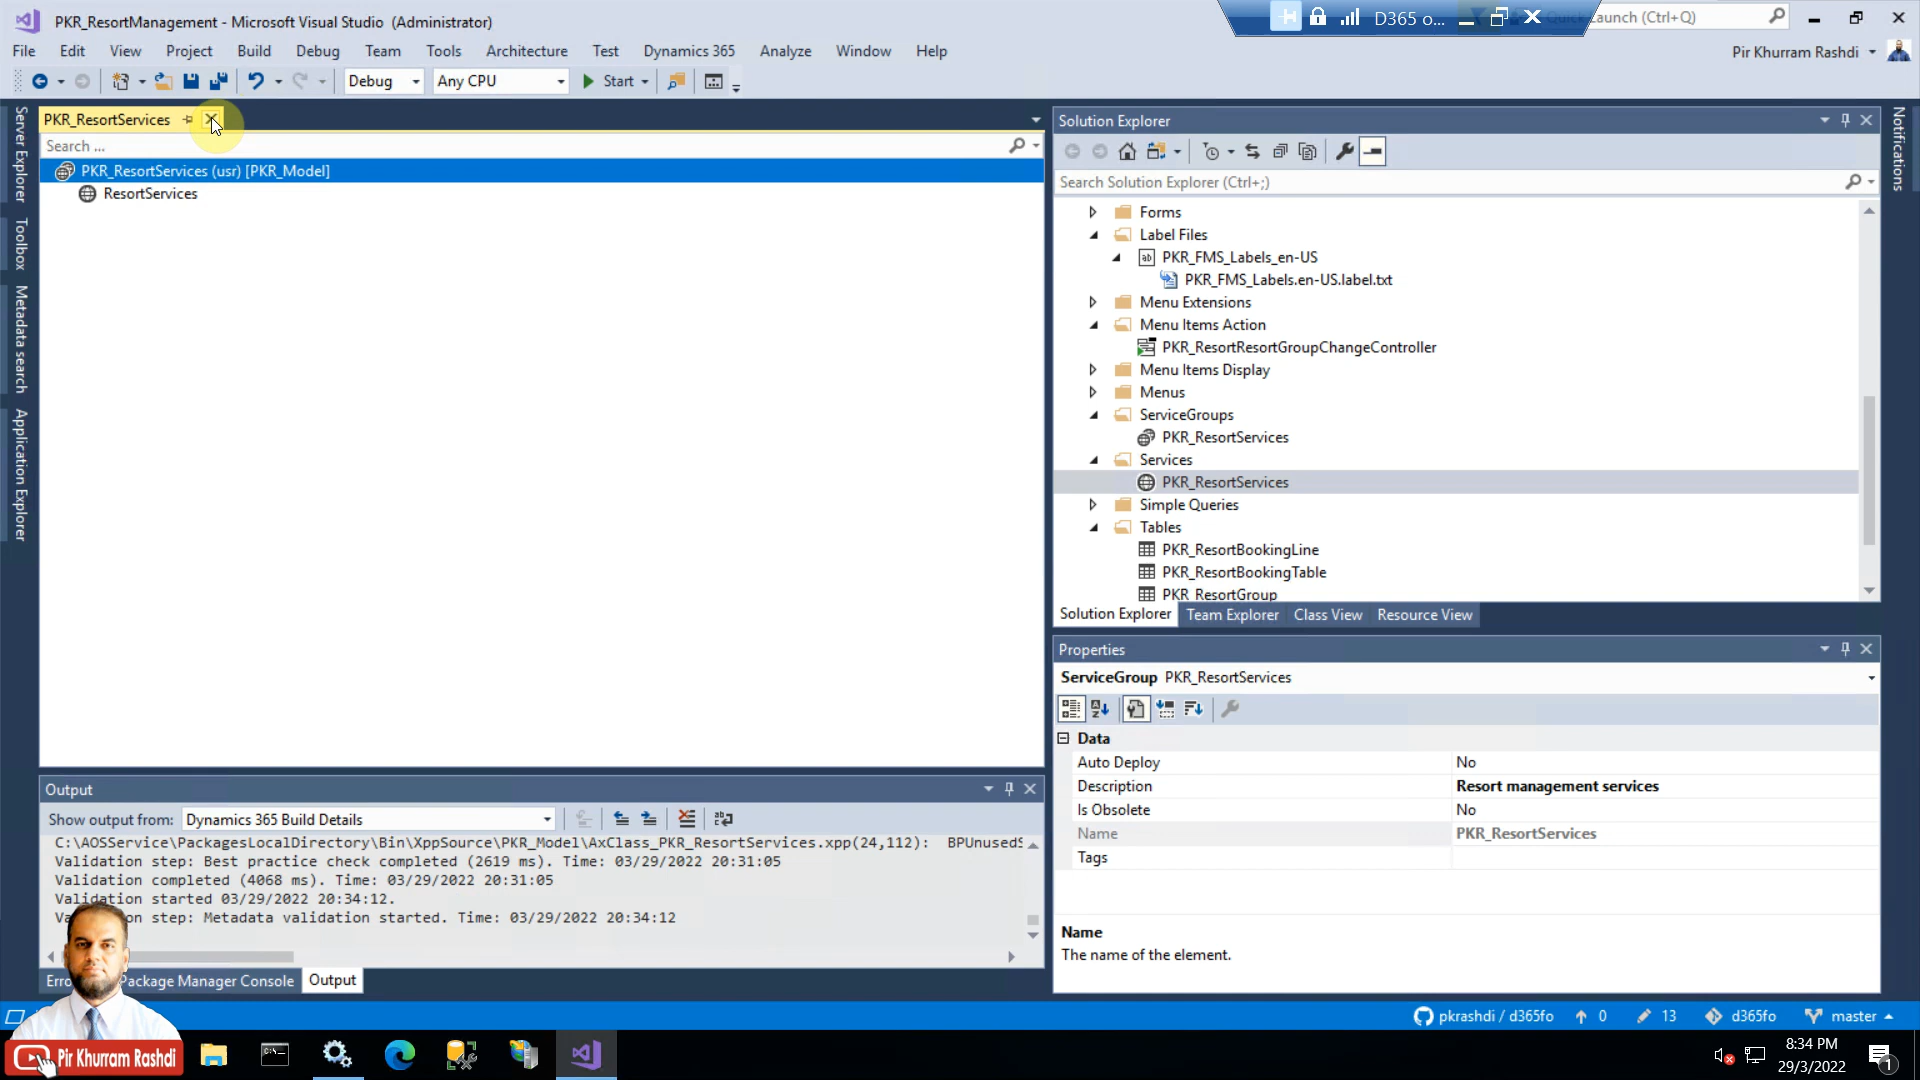 PKR_ResortManagement - Microsoft Visual Studio (Administrator)
D365 o...
Launch (Ctrl+Q)
File Edit View Project Build Debug Team Tools Architecture Test Dynamics 365 Analyze Window Help
Pir Khurram Rashdi
Debug Any CPU Start
Server Explorer
Toolbox
Metadata search
Application Explorer
PKR_ResortServices
Search ...
PKR_ResortServices (usr) [PKR_Model]
ResortServices
Solution Explorer
Search Solution Explorer (Ctrl+;)
Forms
Label Files
PKR_FMS_Labels_en-US
PKR_FMS_Labels.en-US.label.txt
Menu Extensions
Menu Items Action
PKR_ResortResortGroupChangeController
Menu Items Display
Menus
ServiceGroups
PKR_ResortServices
Services
PKR_ResortServices
Simple Queries
Tables
PKR_ResortBookingLine
PKR_ResortBookingTable
PKR_ResortGroup
Solution Explorer Team Explorer Class View Resource View
Notifications
Properties
ServiceGroup PKR_ResortServices
Data
Auto Deploy No
Description Resort management services
Is Obsolete No
Name PKR_ResortServices
Tags
Name
The name of the element.
Output
Show output from: Dynamics 365 Build Details
C:\AOSService\PackagesLocalDirectory\Bin\XppSource\PKR_Model\AxClass_PKR_ResortServices.xpp(24,112): BPUnusedS
Validation step: Best practice check completed (2619 ms). Time: 03/29/2022 20:31:05
Validation completed (4068 ms). Time: 03/29/2022 20:31:05
Validation started 03/29/2022 20:34:12.
step: Metadata validation started. Time: 03/29/2022 20:34:12
Package Manager Console Output
pkrashdi / d365fo 0 13 d365fo master
Pir Khurram Rashdi
8:34 PM
29/3/2022
1